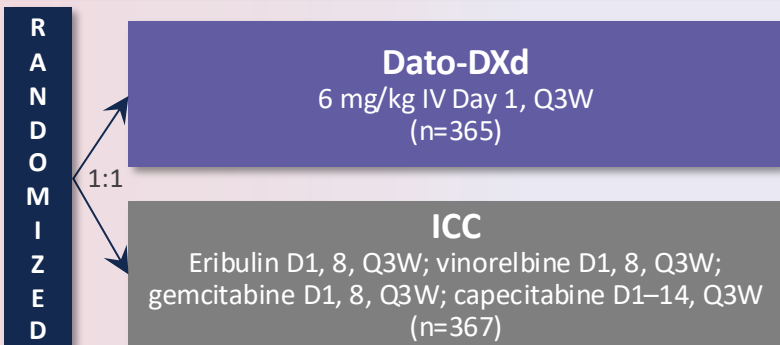 RANDOMIZED
1:1
Dato-DXd
6 mg/kg IV Day 1, Q3W
(n=365)
ICC
Eribulin D1, 8, Q3W; vinorelbine D1, 8, Q3W;
gemcitabine D1, 8, Q3W; capecitabine D1–14, Q3W
(n=367)